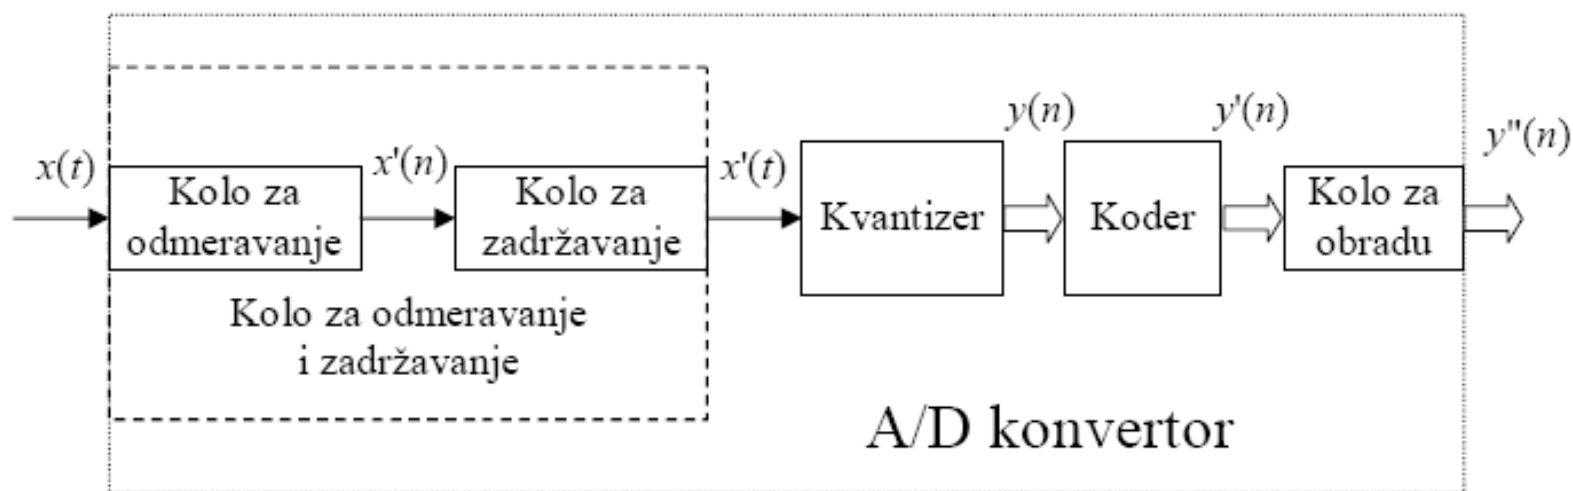 x(t)
Kolo za
odmeravanje
x'(n)
Kolo za
zadržavanje
x'(t)
Kvantizer
y(n)
Koder
y'(n)
Kolo za
obradu
y''(n)
Kolo za odmeravanje
i zadržavanje
A/D konvertor